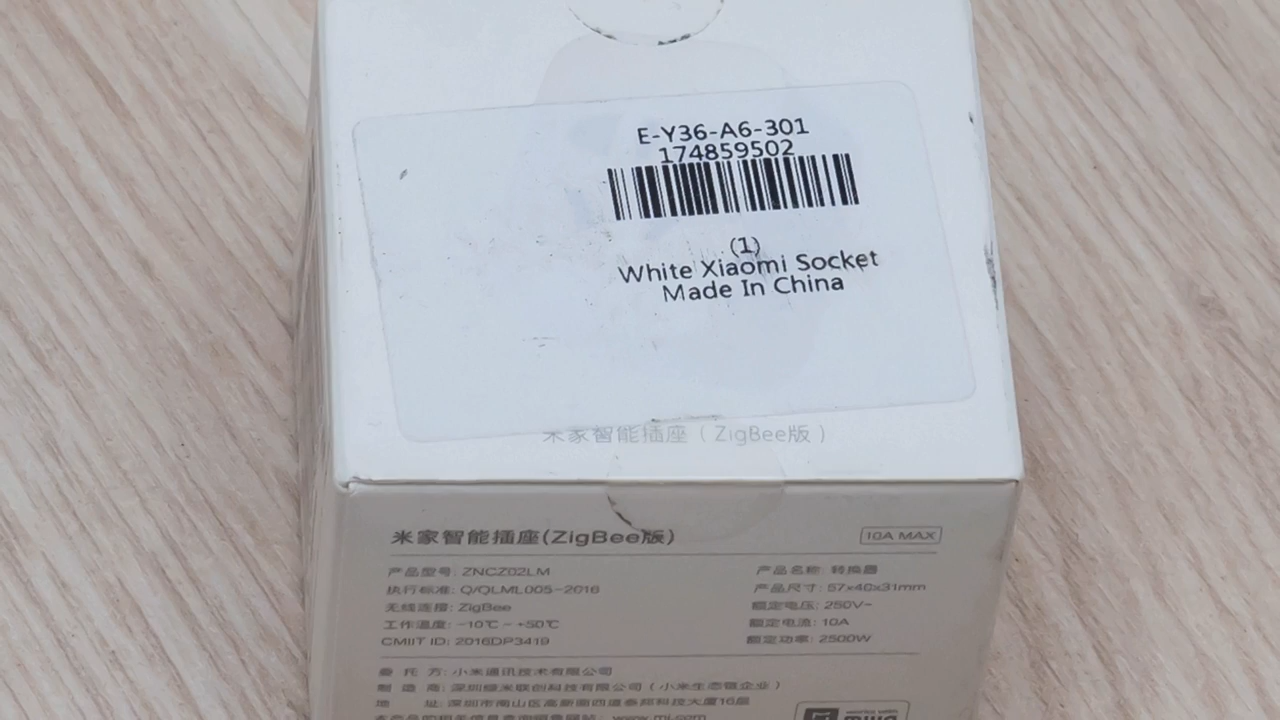 E-Y36-A6-301
174859502
(1)
White Xiaomi Socket
Made In China
米家智能插座（ZigBee版）
米家智能插座(ZigBee版)
10A MAX
产品型号: ZNCZ02LM
产品名称: 转换器
执行标准: Q/QLML005-2016
产品尺寸: 57×40×31mm
无线连接: ZigBee
额定电压: 250V~
工作温度: -10℃ ~ +50℃
额定电流: 10A
CMIIT ID: 2016DP3419
额定功率: 2500W
委 托 方: 小米通讯技术有限公司
制 造 商: 深圳绿米联创科技有限公司（小米生态链企业）
地 址: 深圳市南山区高新南四道泰邦科技大厦16层
www.mi.com